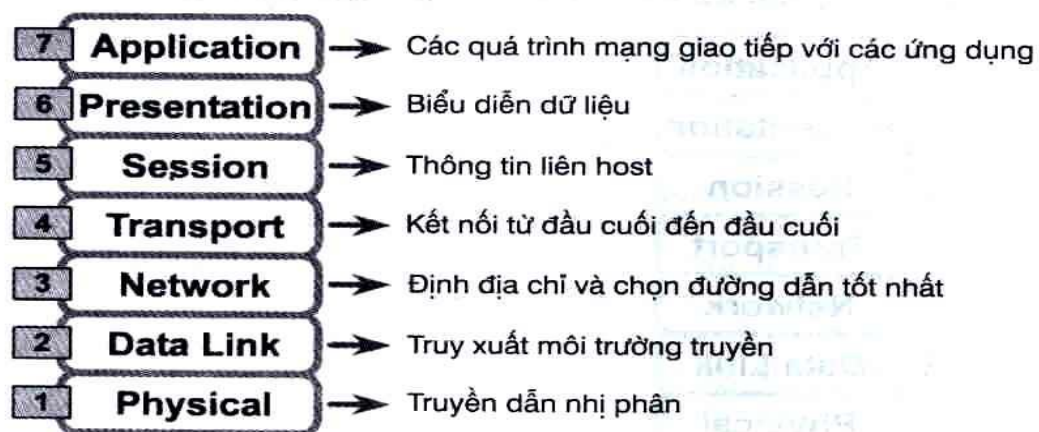 7 Application → Các quá trình mạng giao tiếp với các ứng dụng
6 Presentation → Biểu diễn dữ liệu
5 Session → Thông tin liên host
4 Transport → Kết nối từ đầu cuối đến đầu cuối
3 Network → Định địa chỉ và chọn đường dẫn tốt nhất
2 Data Link → Truy xuất môi trường truyền
1 Physical → Truyền dẫn nhị phân